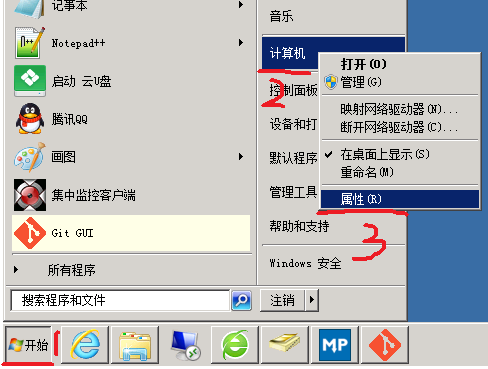 记事本
Notepad++
启动 云U盘
腾讯QQ
画图
集中监控客户端
Git GUI
所有程序
搜索程序和文件
音乐
计算机
2
控制面板
设备和打
默认程序
管理工具
帮助和支持
Windows 安全
注销
打开(O)
管理(G)
映射网络驱动器(N)...
断开网络驱动器(C)...
在桌面上显示(S)
重命名(M)
属性(R)
3
开始
1
MP